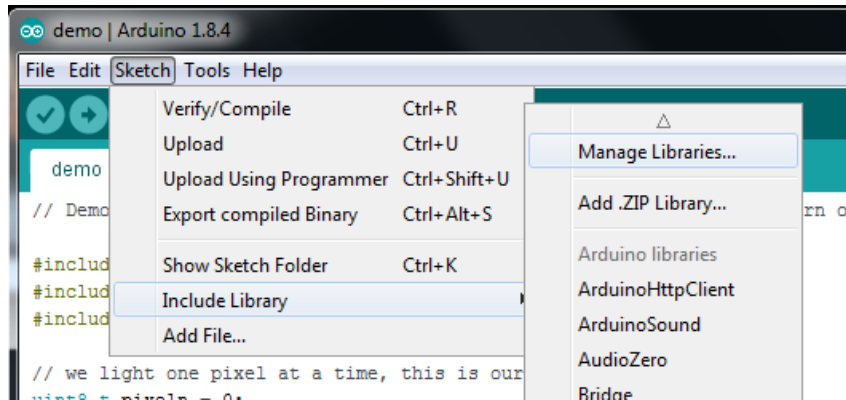 demo | Arduino 1.8.4
File Edit Sketch Tools Help
Verify/Compile Ctrl+R
Upload Ctrl+U
Upload Using Programmer Ctrl+Shift+U
Export compiled Binary Ctrl+Alt+S
Show Sketch Folder Ctrl+K
Include Library
Add File...
Manage Libraries...
Add .ZIP Library...
Arduino libraries
ArduinoHttpClient
ArduinoSound
AudioZero
Bridge
demo
// Demo
#includ
#includ
#includ
// we light one pixel at a time, this is our
uint8_t pixeln = 0;